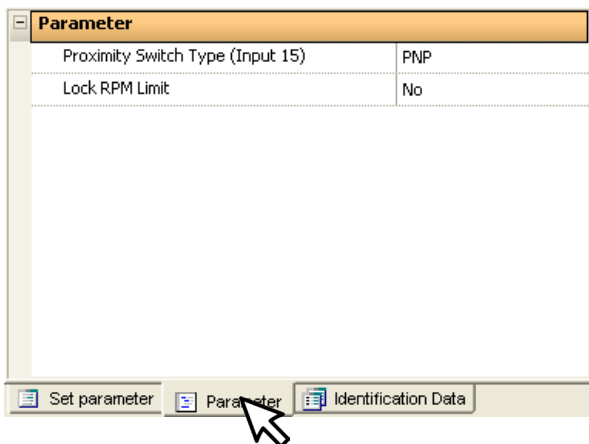 Parameter
Proximity Switch Type (Input 15) PNP
Lock RPM Limit No
Set parameter Parameter Identification Data